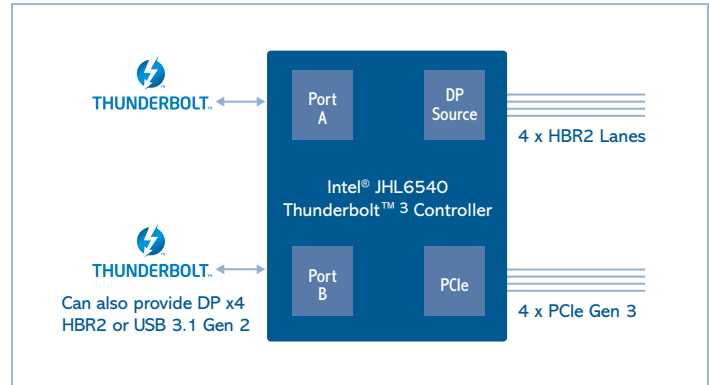 THUNDERBOLT™
Port
A
DP
Source
4 x HBR2 Lanes
Intel® JHL6540
Thunderbolt™ 3 Controller
THUNDERBOLT™
Can also provide DP x4
HBR2 or USB 3.1 Gen 2
Port
B
PCIe
4 x PCIe Gen 3